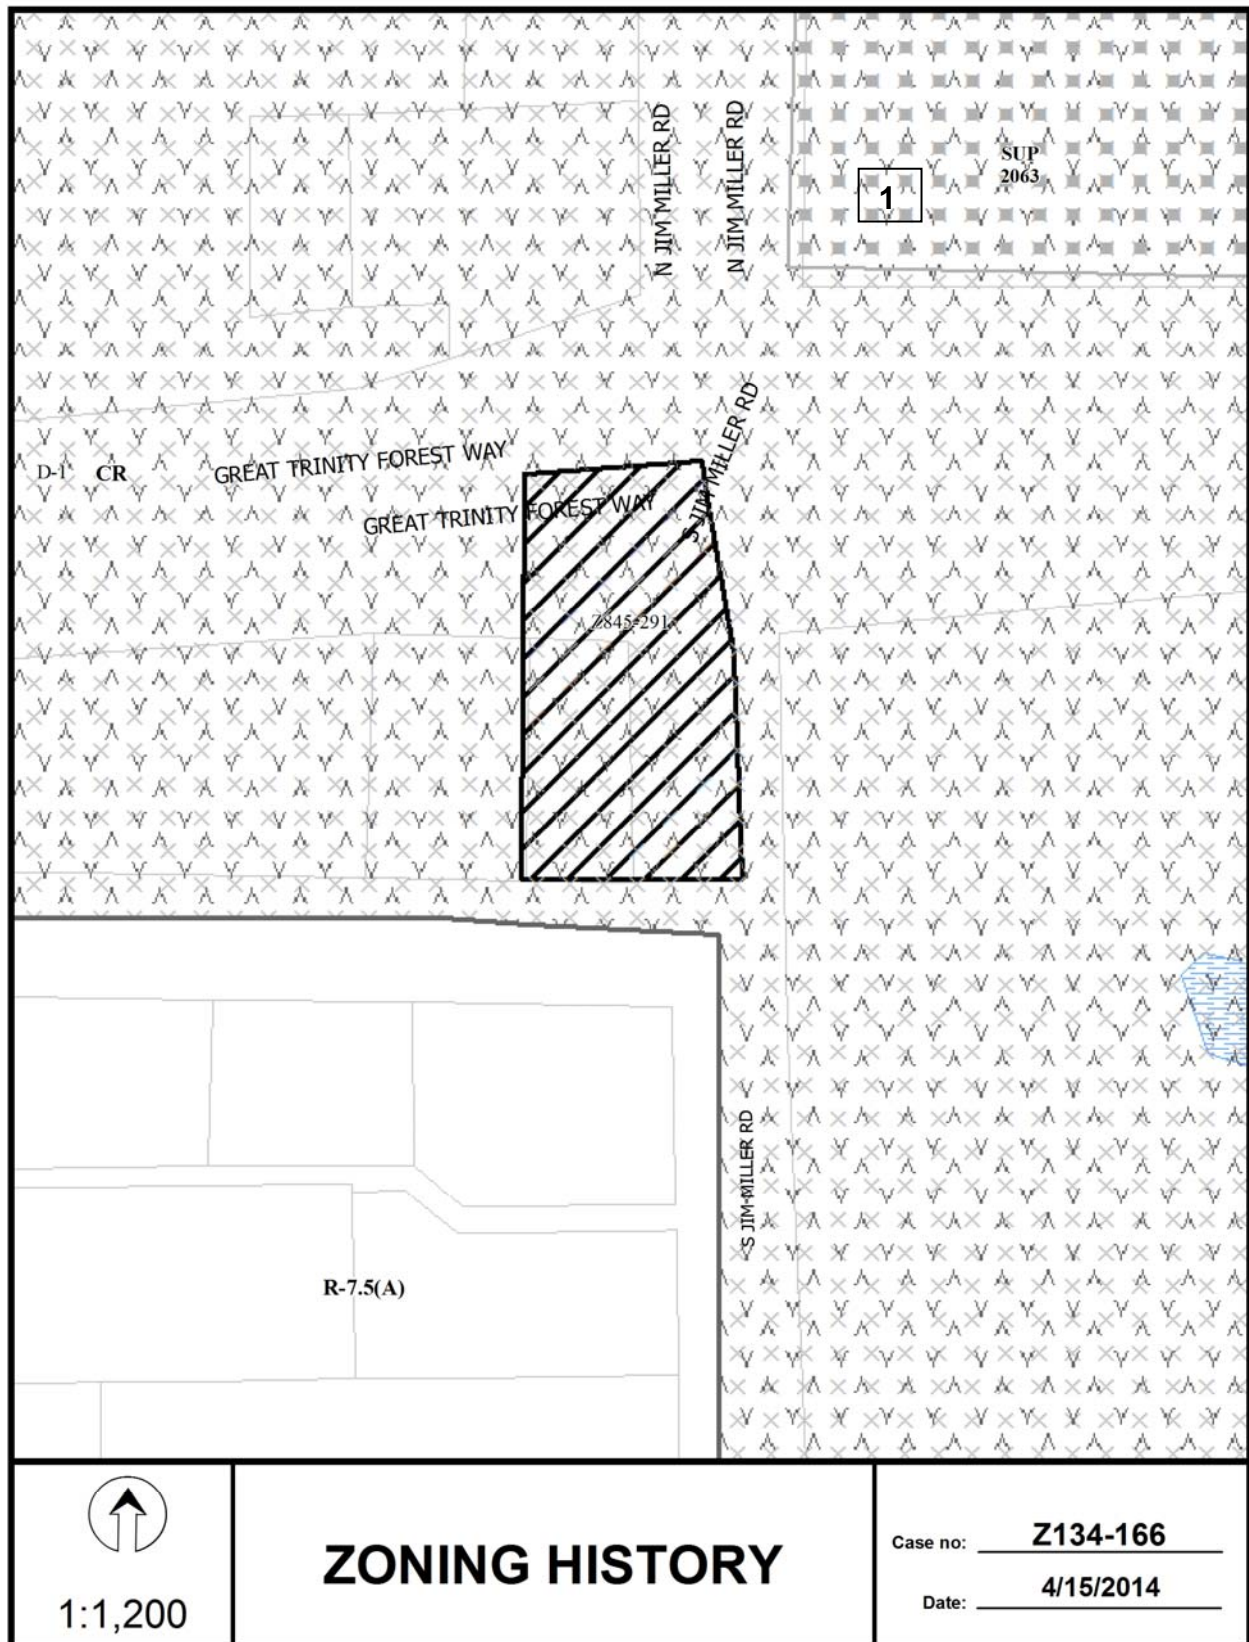 N JIM MILLER RD
N JIM MILLER RD
SUP
2063
1
S JIM MILLER RD
D-1
CR
GREAT TRINITY FOREST WAY
GREAT TRINITY FOREST WAY
Z845-291
S JIM MILLER RD
R-7.5(A)
1:1,200
ZONING HISTORY
Case no: Z134-166
Date: 4/15/2014